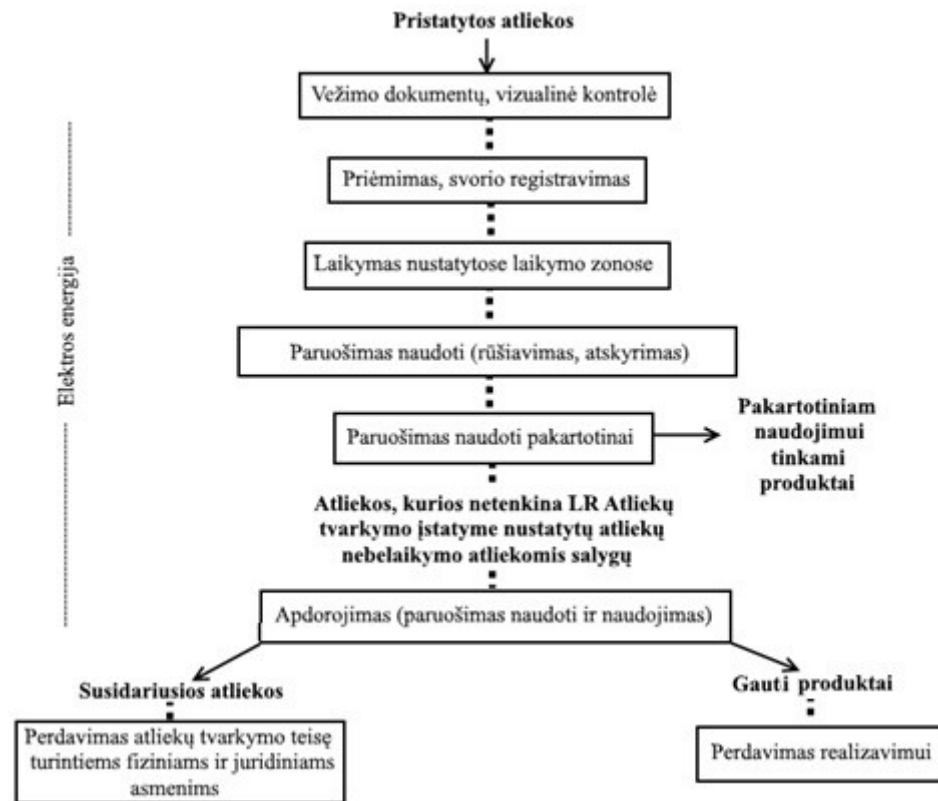 Pristatytos atliekos
Vežimo dokumentų, vizualinė kontrolė
Priėmimas, svorio registravimas
Laikymas nustatytose laikymo zonose
Elektros energija
Paruošimas naudoti (rūšiavimas, atskyrimas)
Paruošimas naudoti pakartotinai
Pakartotiniam
naudojimui
tinkami
produktai
Atliekos, kurios netenkina LR Atliekų
tvarkymo įstatyme nustatytų atliekų
nebelaikymo atliekomis salygų
Apdorojimas (paruošimas naudoti ir naudojimas)
Susidariusios atliekos
Gauti produktai
Perdavimas atliekų tvarkymo teisę
turintiems fiziniams ir juridiniams
asmenims
Perdavimas realizavimui